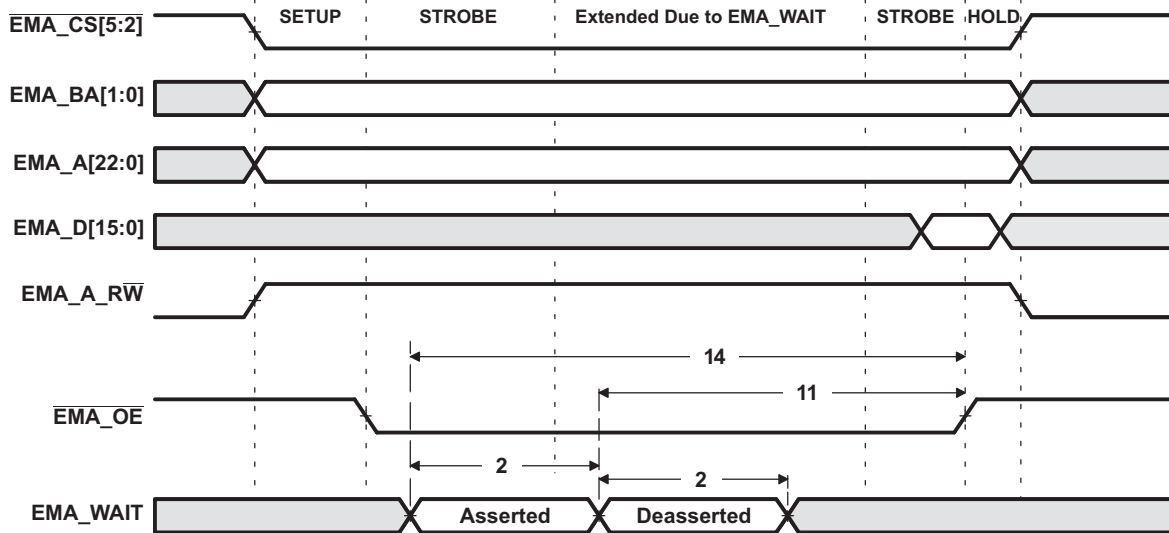 SETUP STROBE Extended Due to EMA_WAIT STROBE HOLD
EMA_CS[5:2]
EMA_BA[1:0]
EMA_A[22:0]
EMA_D[15:0]
EMA_A_RW
14
11
EMA_OE
2
2
EMA_WAIT Asserted Deasserted